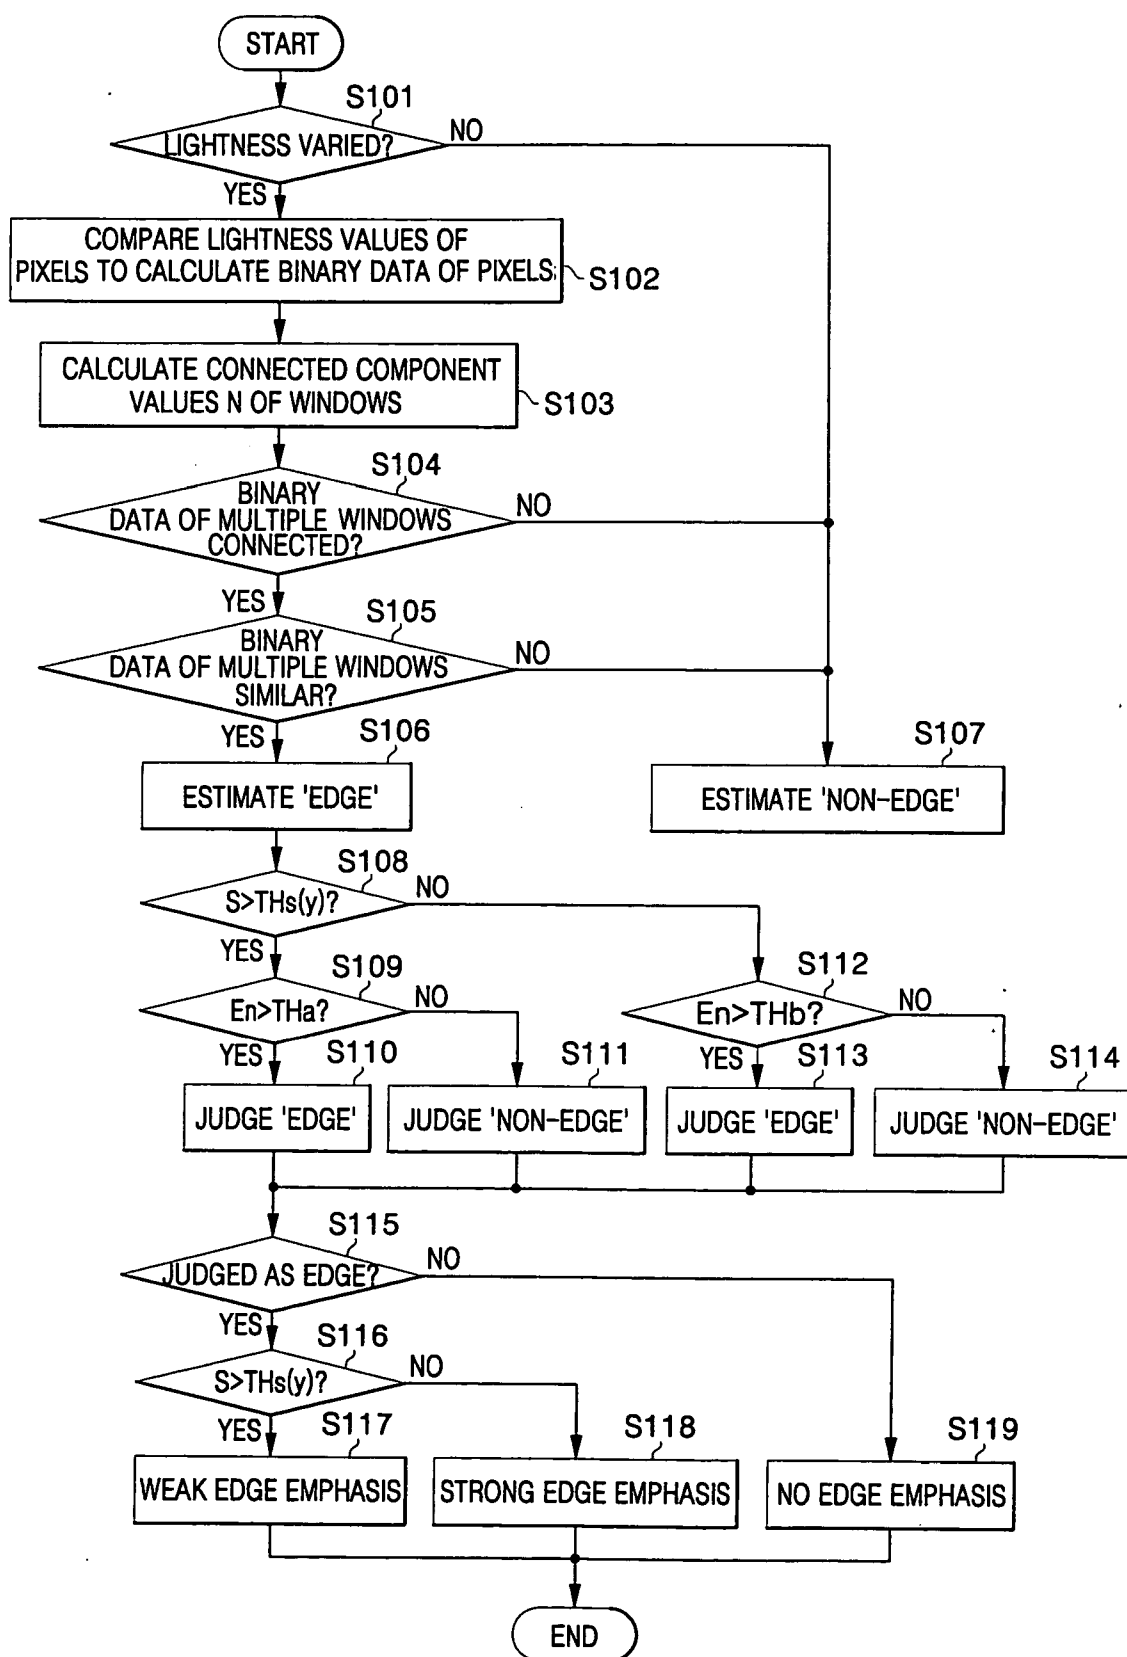 START
S101
LIGHTNESS VARIED?
NO
YES
COMPARE LIGHTNESS VALUES OF
PIXELS TO CALCULATE BINARY DATA OF PIXELS
S102
CALCULATE CONNECTED COMPONENT
VALUES N OF WINDOWS
S103
S104
BINARY
DATA OF MULTIPLE WINDOWS
CONNECTED?
NO
YES
S105
BINARY
DATA OF MULTIPLE WINDOWS
SIMILAR?
NO
YES
S106
ESTIMATE 'EDGE'
S107
ESTIMATE 'NON-EDGE'
S108
S>THs(y)?
NO
YES
S109
En>THa?
NO
YES
S112
En>THb?
NO
YES
S110
JUDGE 'EDGE'
S111
JUDGE 'NON-EDGE'
S113
JUDGE 'EDGE'
S114
JUDGE 'NON-EDGE'
S115
JUDGED AS EDGE?
NO
YES
S116
S>THs(y)?
NO
YES
S117
WEAK EDGE EMPHASIS
S118
STRONG EDGE EMPHASIS
S119
NO EDGE EMPHASIS
END